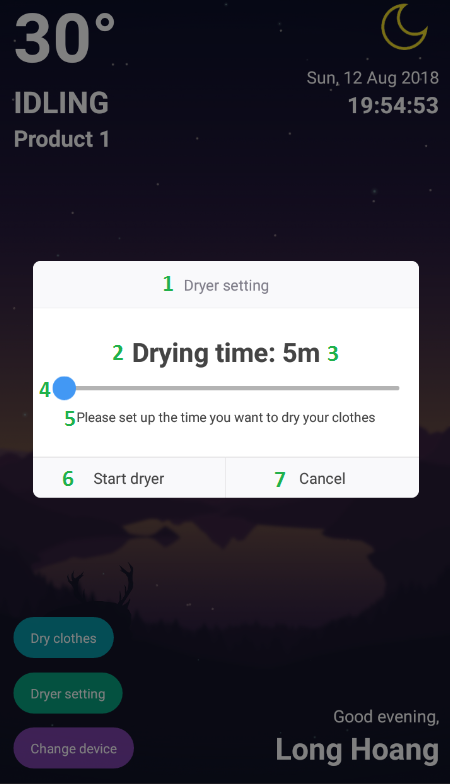 30°
Sun, 12 Aug 2018
IDLING
19:54:53
Product 1
1 Dryer setting
2 Drying time: 5m 3
4
5 Please set up the time you want to dry your clothes
6 Start dryer
7 Cancel
Dry clothes
Dryer setting
Change device
Good evening,
Long Hoang